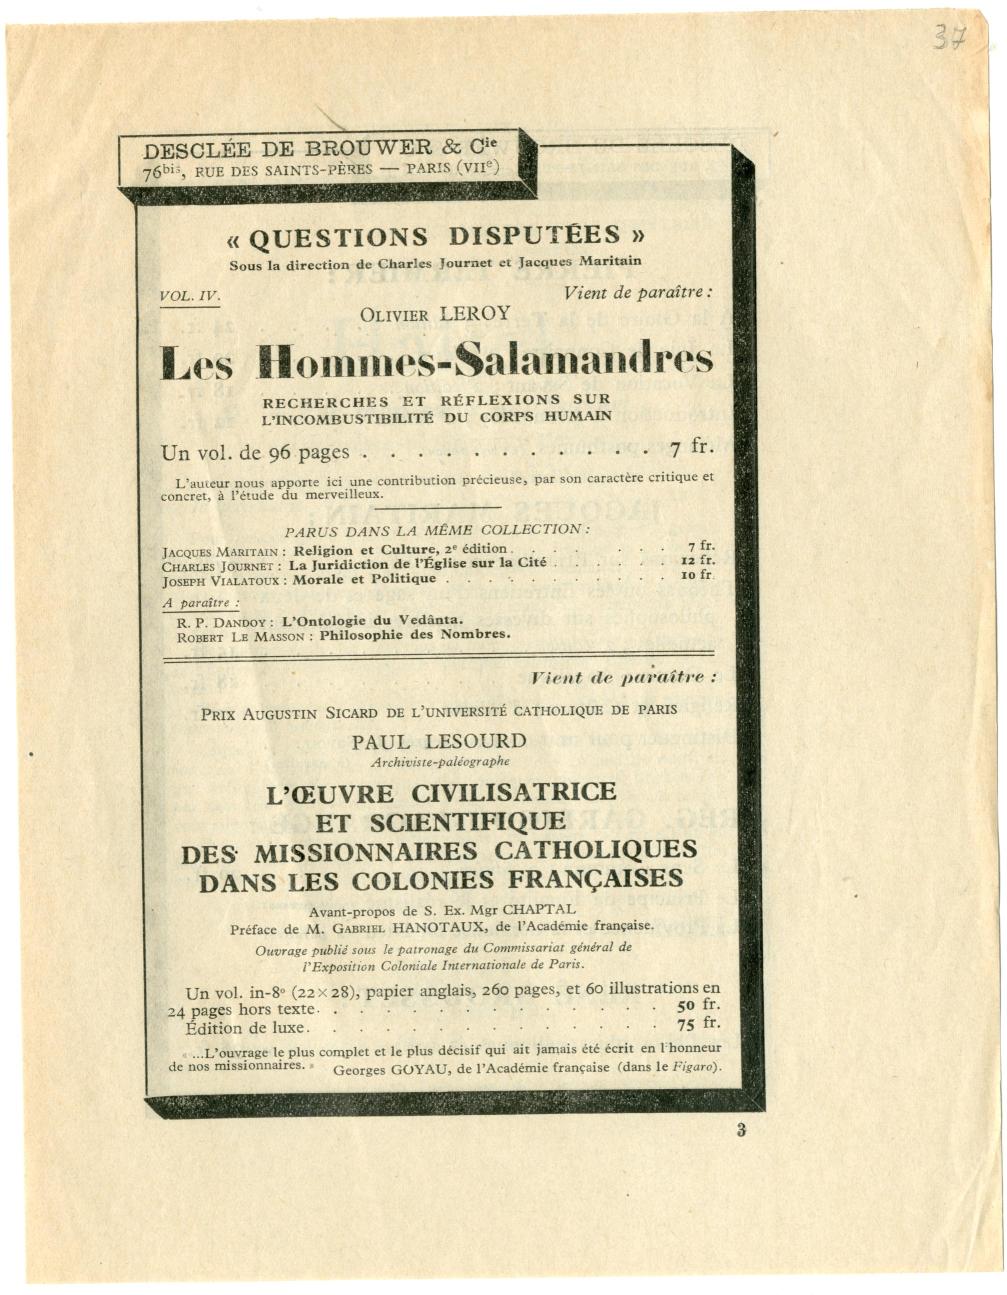 37
DESCLÉE DE BROUWER & Cie
76bis, RUE DES SAINTS-PÈRES — PARIS (VIIe)
« QUESTIONS DISPUTÉES »
Sous la direction de Charles Journet et Jacques Maritain
VOL. IV. Vient de paraître :
OLIVIER LEROY
Les Hommes-Salamandres
RECHERCHES ET RÉFLEXIONS SUR
L'INCOMBUSTIBILITÉ DU CORPS HUMAIN
Un vol. de 96 pages . . . . . . . . . . . 7 fr.
L'auteur nous apporte ici une contribution précieuse, par son caractère critique et
concret, à l'étude du merveilleux.
PARUS DANS LA MÊME COLLECTION :
JACQUES MARITAIN : Religion et Culture, 2e édition . . . . . . . 7 fr.
CHARLES JOURNET : La Juridiction de l'Église sur la Cité . . . . . . 12 fr.
JOSEPH VIALATOUX : Morale et Politique . . . . . . . . . 10 fr
A paraître :
R. P. DANDOY : L'Ontologie du Vedânta.
ROBERT LE MASSON : Philosophie des Nombres.
Vient de paraître :
PRIX AUGUSTIN SICARD DE L'UNIVERSITÉ CATHOLIQUE DE PARIS
PAUL LESOURD
Archiviste-paléographe
L'ŒUVRE CIVILISATRICE
ET SCIENTIFIQUE
DES MISSIONNAIRES CATHOLIQUES
DANS LES COLONIES FRANÇAISES
Avant-propos de S. Ex. Mgr CHAPTAL
Préface de M. GABRIEL HANOTAUX, de l'Académie française.
Ouvrage publié sous le patronage du Commissariat général de
l'Exposition Coloniale Internationale de Paris.
Un vol. in-8o (22×28), papier anglais, 260 pages, et 60 illustrations en
24 pages hors texte. . . . . . . . . . . . . 50 fr.
Édition de luxe. . . . . . . . . . . . . 75 fr.
« ...L'ouvrage le plus complet et le plus décisif qui ait jamais été écrit en l'honneur
de nos missionnaires. » Georges GOYAU, de l'Académie française (dans le Figaro).
3